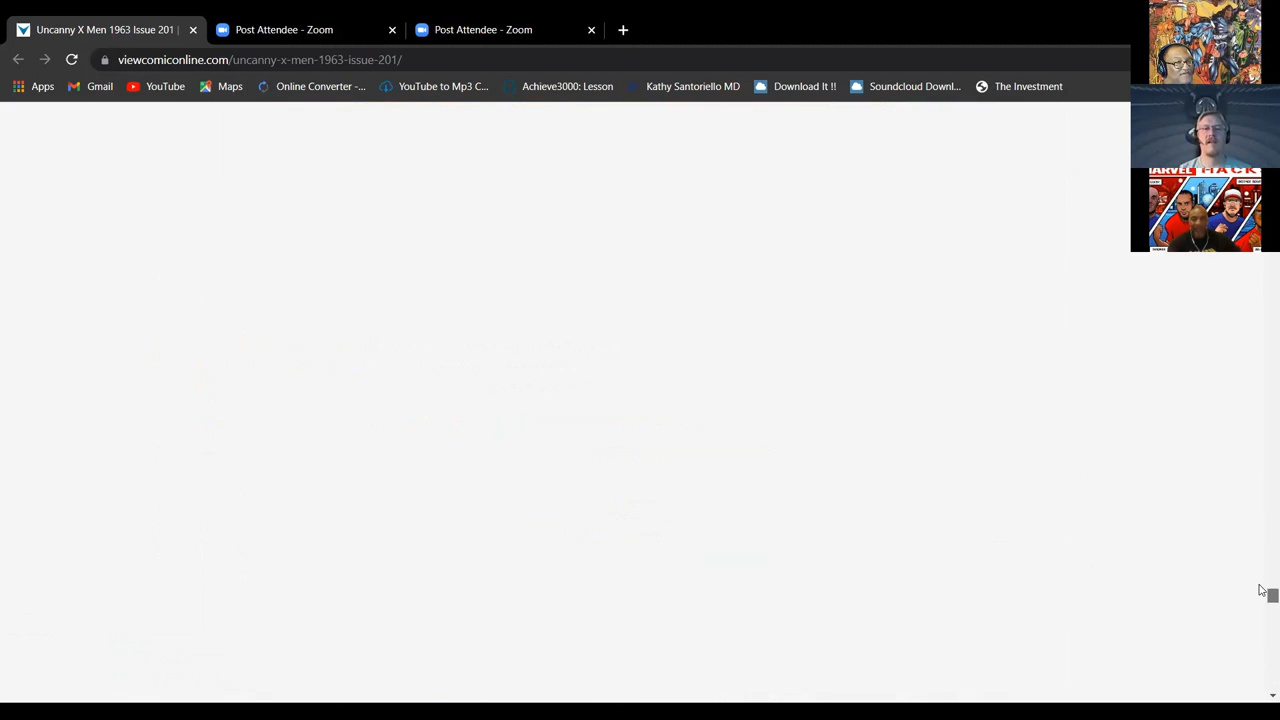 Uncanny X Men 1963 Issue 201 |
Post Attendee - Zoom
Post Attendee - Zoom
viewcomiconline.com/uncanny-x-men-1963-issue-201/
Apps
Gmail
YouTube
Maps
Online Converter -...
YouTube to Mp3 C...
Achieve3000: Lesson
Kathy Santoriello MD
Download It !!
Soundcloud Downl...
The Investment